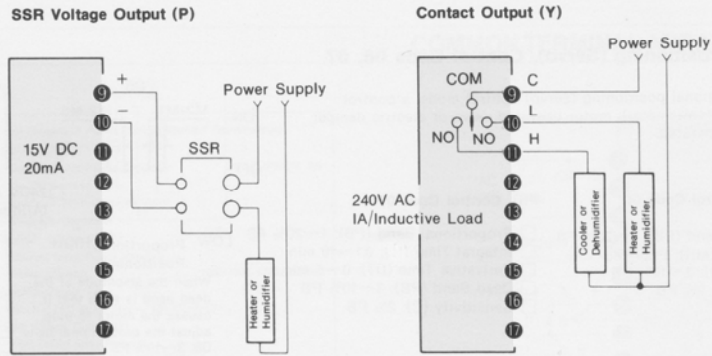 SSR Voltage Output (P)
+
−
15V DC
20mA
9
10
11
12
13
14
15
16
17
SSR
Power Supply
Heater or
Humidifier
Contact Output (Y)
Power Supply
COM
C
L
H
NO
NO
240V AC
IA/Inductive Load
9
10
11
12
13
14
15
16
17
Cooler or
Dehumidifier
Heater or
Humidifier